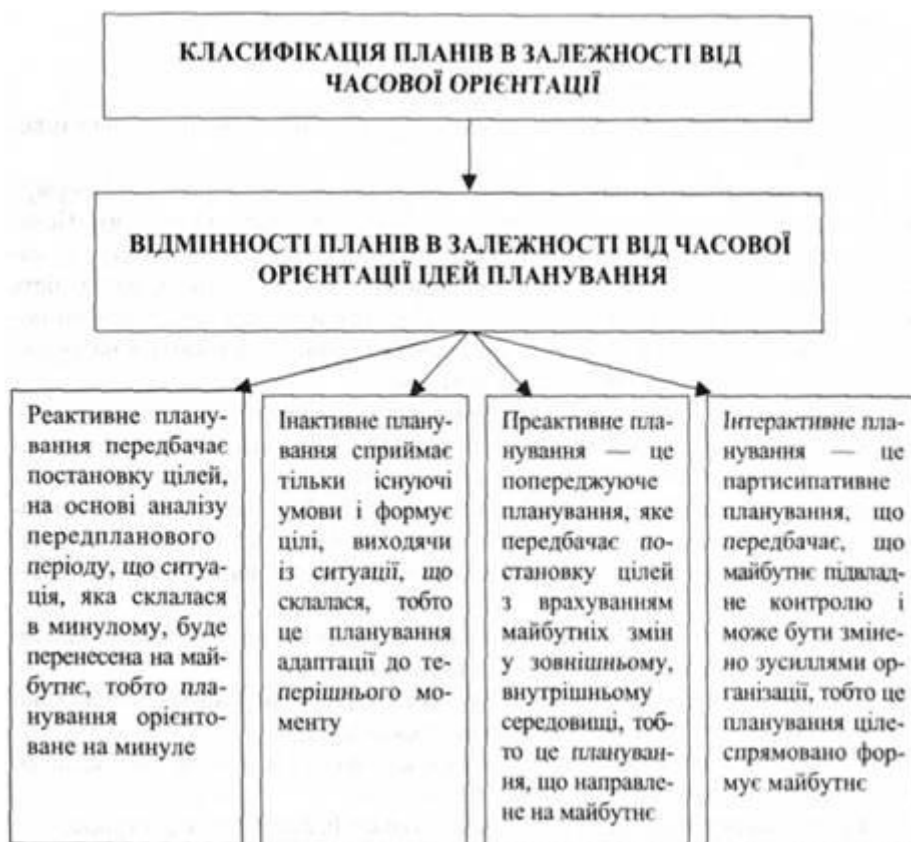 КЛАСИФІКАЦІЯ ПЛАНІВ В ЗАЛЕЖНОСТІ ВІД
ЧАСОВОЇ ОРІЄНТАЦІЇ
ВІДМІННОСТІ ПЛАНІВ В ЗАЛЕЖНОСТІ ВІД ЧАСОВОЇ
ОРІЄНТАЦІЇ ІДЕЙ ПЛАНУВАННЯ
Реактивне плану-
вання передбачає
постановку цілей,
на основі аналізу
передпланового
періоду, що ситуа-
ція, яка склалася
в минулому, буде
перенесена на май-
бутнє, тобто пла-
нування орієнто-
ване на минуле
Інактивне плану-
вання сприймає
тільки існуючі
умови і формує
цілі, виходячи
із ситуації, що
склалася, тобто
це планування
адаптації до те-
перішнього мо-
менту
Преактивне пла-
нування — це
попереджуюче
планування, яке
передбачає по-
становку цілей
з врахуванням
майбутніх змін
у зовнішньому,
внутрішньому
середовищі, тоб-
то це плануван-
ня, що направле-
не на майбутнє
Інтерактивне пла-
нування — це
партисипативне
планування, що
передбачає, що
майбутнє підвлад-
не контролю і
може бути зміне-
но зусиллями ор-
ганізації, тобто це
планування ціле-
спрямовано фор-
мує майбутнє